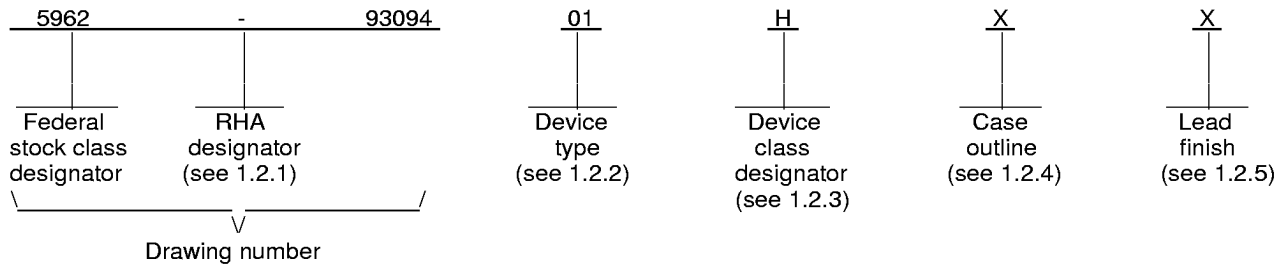 5962 - 93094 01 H X X
Federal stock class designator
RHA designator (see 1.2.1)
Device type (see 1.2.2)
Device class designator (see 1.2.3)
Case outline (see 1.2.4)
Lead finish (see 1.2.5)
Drawing number